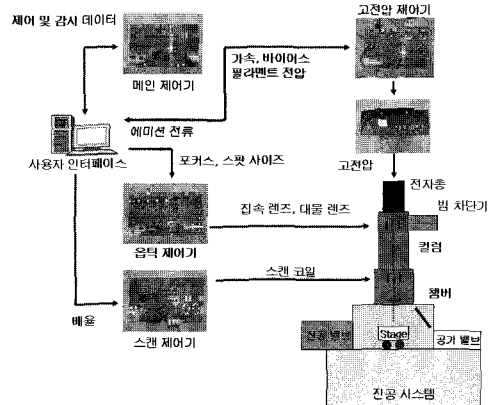 제어 및 감시 데이터
고전압 제어기
가속, 바이어스
필라멘트 전압
메인 제어기
에미션 전류
사용자 인터페이스
고전압
포커스, 스팟 사이즈
전자총
빔 차단기
집속 렌즈, 대물 렌즈
옵틱 제어기
컬럼
스캔 코일
챔버
배율
스캔 제어기
진공 밸브
Stage
공기 밸브
진공 시스템